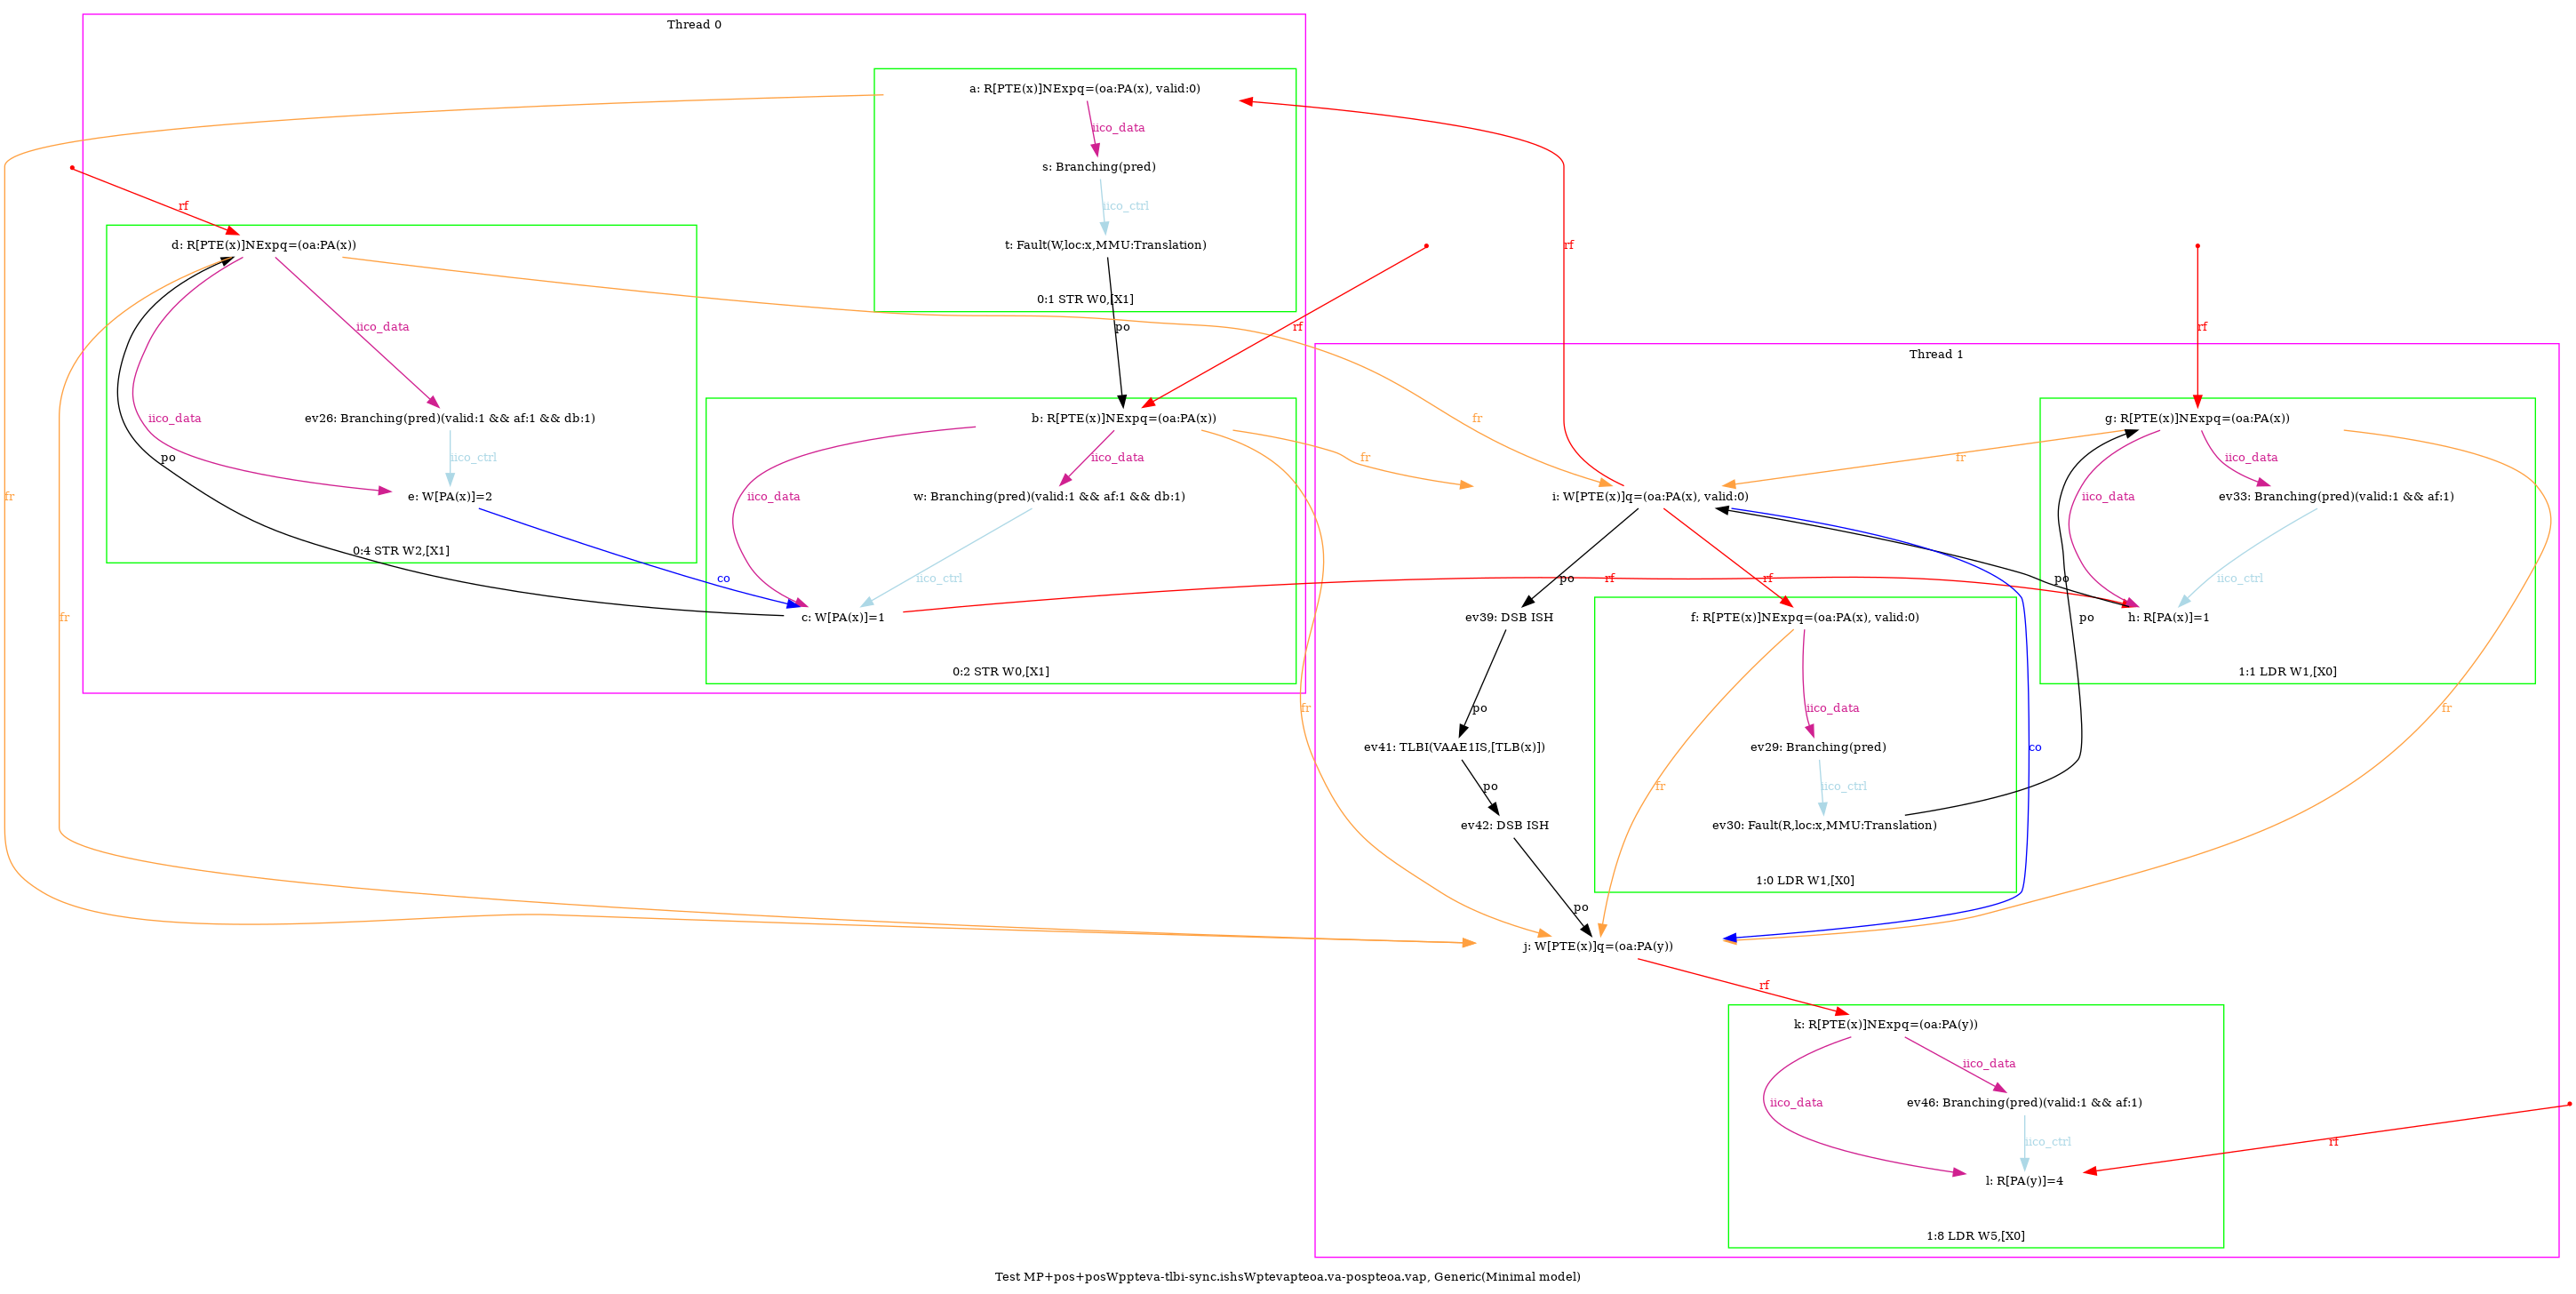 Thread 0
a: R[PTE(x)]NExpq=(oa:PA(x), valid:0)
iico_data
s: Branching(pred)
iico_ctrl
t: Fault(W,loc:x,MMU:Translation)
0:1 STR W0,[X1]
rf
d: R[PTE(x)]NExpq=(oa:PA(x))
iico_data
iico_data
ev26: Branching(pred)(valid:1 && af:1 && db:1)
iico_ctrl
e: W[PA(x)]=2
0:4 STR W2,[X1]
po
po
rf
rf
rf
b: R[PTE(x)]NExpq=(oa:PA(x))
iico_data
iico_data
w: Branching(pred)(valid:1 && af:1 && db:1)
iico_ctrl
c: W[PA(x)]=1
0:2 STR W0,[X1]
co
fr
fr
fr
fr
fr
Thread 1
g: R[PTE(x)]NExpq=(oa:PA(x))
iico_data
iico_data
ev33: Branching(pred)(valid:1 && af:1)
iico_ctrl
h: R[PA(x)]=1
1:1 LDR W1,[X0]
fr
i: W[PTE(x)]q=(oa:PA(x), valid:0)
po
rf
rf
po
po
ev39: DSB ISH
po
ev41: TLBI(VAAE1IS,[TLB(x)])
po
ev42: DSB ISH
po
f: R[PTE(x)]NExpq=(oa:PA(x), valid:0)
iico_data
ev29: Branching(pred)
iico_ctrl
ev30: Fault(R,loc:x,MMU:Translation)
1:0 LDR W1,[X0]
fr
co
fr
fr
j: W[PTE(x)]q=(oa:PA(y))
rf
k: R[PTE(x)]NExpq=(oa:PA(y))
iico_data
iico_data
ev46: Branching(pred)(valid:1 && af:1)
iico_ctrl
rf
l: R[PA(y)]=4
1:8 LDR W5,[X0]
Test MP+pos+posWppteva-tlbi-sync.ishsWptevapteoa.va-pospteoa.vap, Generic(Minimal model)